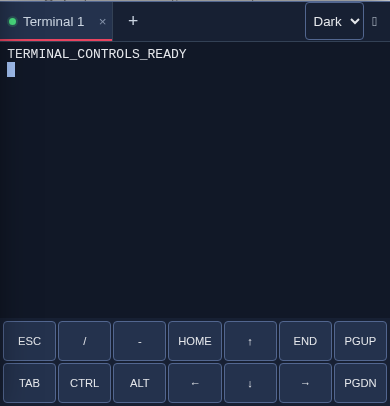 Terminal 1 × + Dark
TERMINAL_CONTROLS_READY
ESC / - HOME ↑ END PGUP
TAB CTRL ALT ← ↓ → PGDN